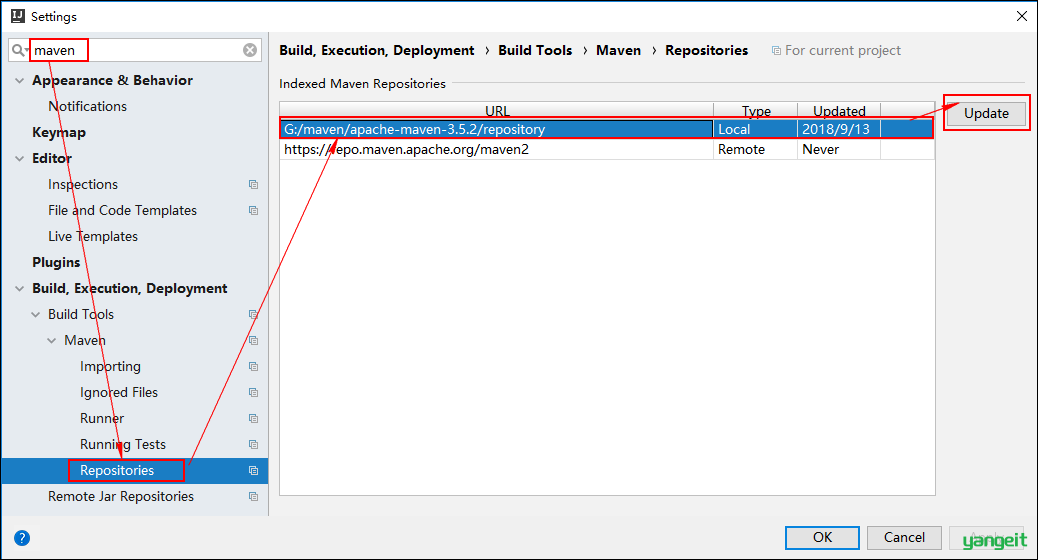 Settings
maven
Appearance & Behavior
Notifications
Keymap
Editor
Inspections
File and Code Templates
Live Templates
Plugins
Build, Execution, Deployment
Build Tools
Maven
Importing
Ignored Files
Runner
Running Tests
Repositories
Remote Jar Repositories
Build, Execution, Deployment › Build Tools › Maven › Repositories For current project
Indexed Maven Repositories
URL Type Updated
G:/maven/apache-maven-3.5.2/repository Local 2018/9/13
https://repo.maven.apache.org/maven2 Remote Never
Update
? OK Cancel
yangeit